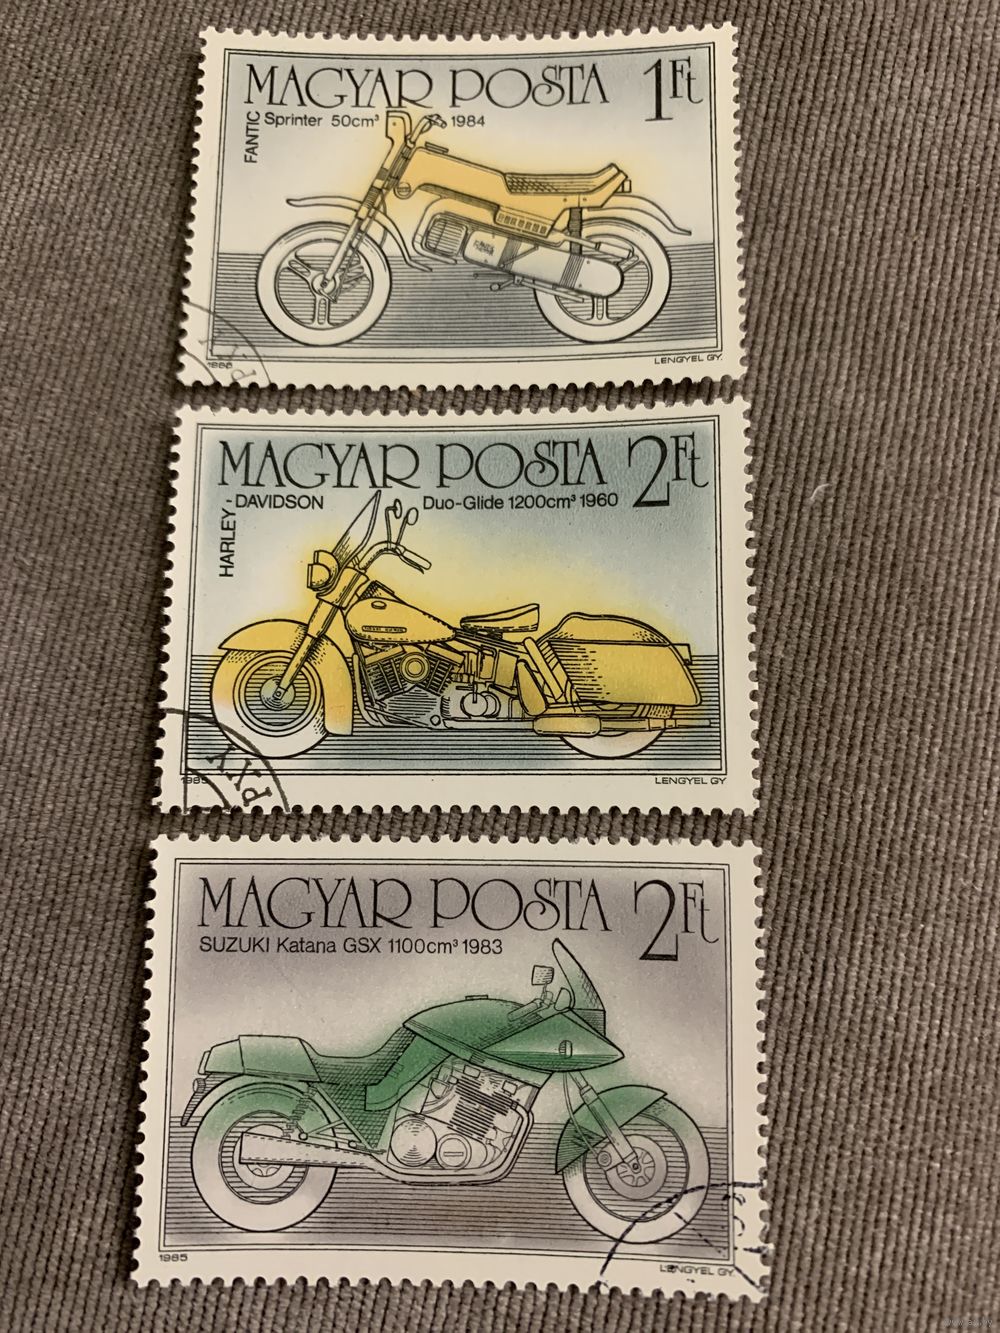 MAGYAR POSTA 1Ft
FANTIC Sprinter 50cm³ 1984
LENGYEL GY.
MAGYAR POSTA 2Ft
HARLEY-DAVIDSON Duo-Glide 1200cm³ 1960
1985 LENGYEL GY
MAGYAR POSTA 2Ft
SUZUKI Katana GSX 1100cm³ 1983
1985 LENGYEL GY.